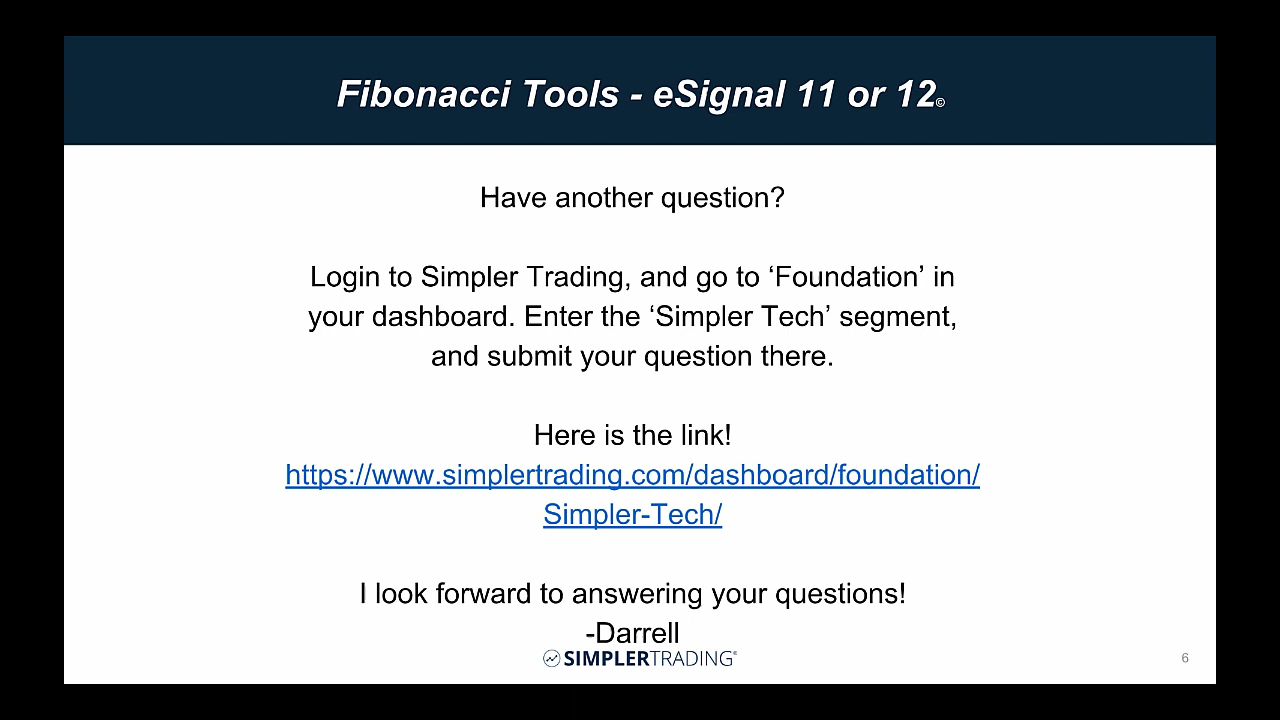 Fibonacci Tools - eSignal 11 or 12©
Have another question?
Login to Simpler Trading, and go to ‘Foundation’ in
your dashboard. Enter the ‘Simpler Tech’ segment,
and submit your question there.
Here is the link!
https://www.simplertrading.com/dashboard/foundation/
Simpler-Tech/
I look forward to answering your questions!
-Darrell
SIMPLERTRADING®
6